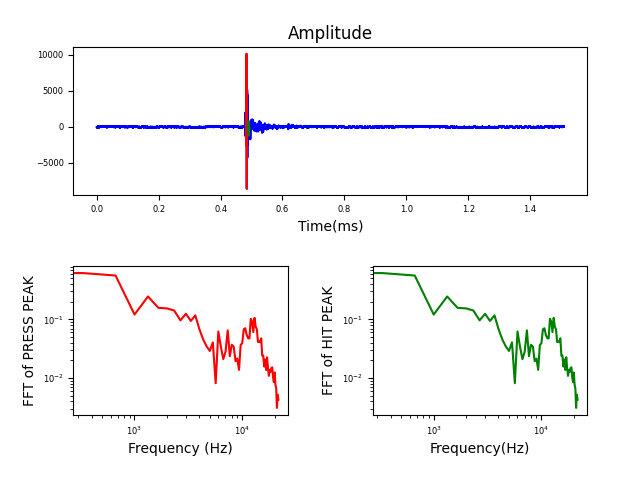 Amplitude
10000
5000
0
−5000
0.0 0.2 0.4 0.6 0.8 1.0 1.2 1.4
Time(ms)
FFT of PRESS PEAK
10⁻¹
10⁻²
10³ 10⁴
Frequency (Hz)
FFT of HIT PEAK
10⁻¹
10⁻²
10³ 10⁴
Frequency(Hz)